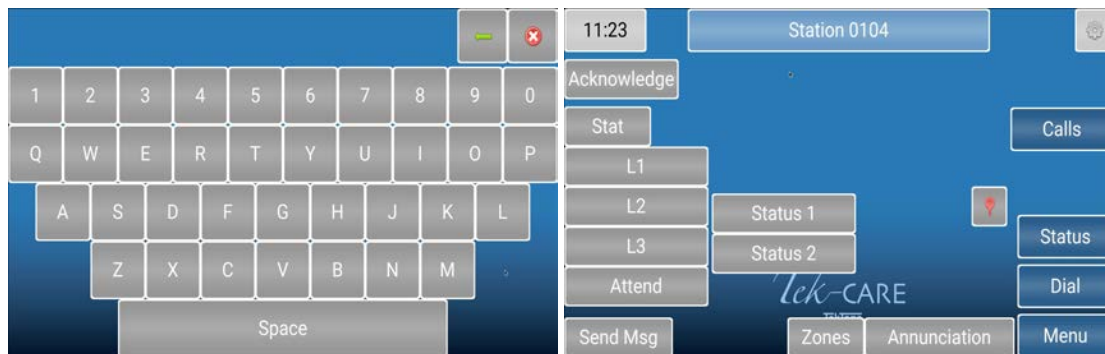 1 2 3 4 5 6 7 8 9 0
Q W E R T Y U I O P
A S D F G H J K L
Z X C V B N M
Space
11:23 Station 0104
Acknowledge
Stat Calls
L1
L2 Status 1
L3 Status 2 Status
Attend Tek-CARE Dial
Send Msg Zones Annunciation Menu